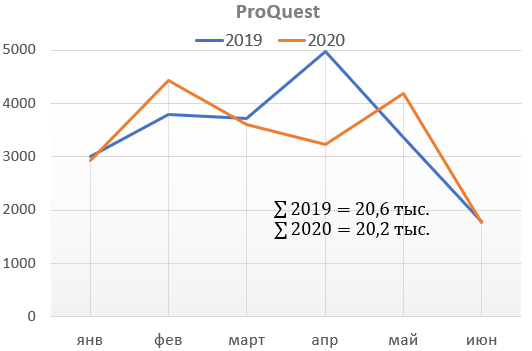 ProQuest
2019 2020
5000
4000
3000
2000
1000
0
∑ 2019 = 20,6 тыс.
∑ 2020 = 20,2 тыс.
янв фев март апр май июн